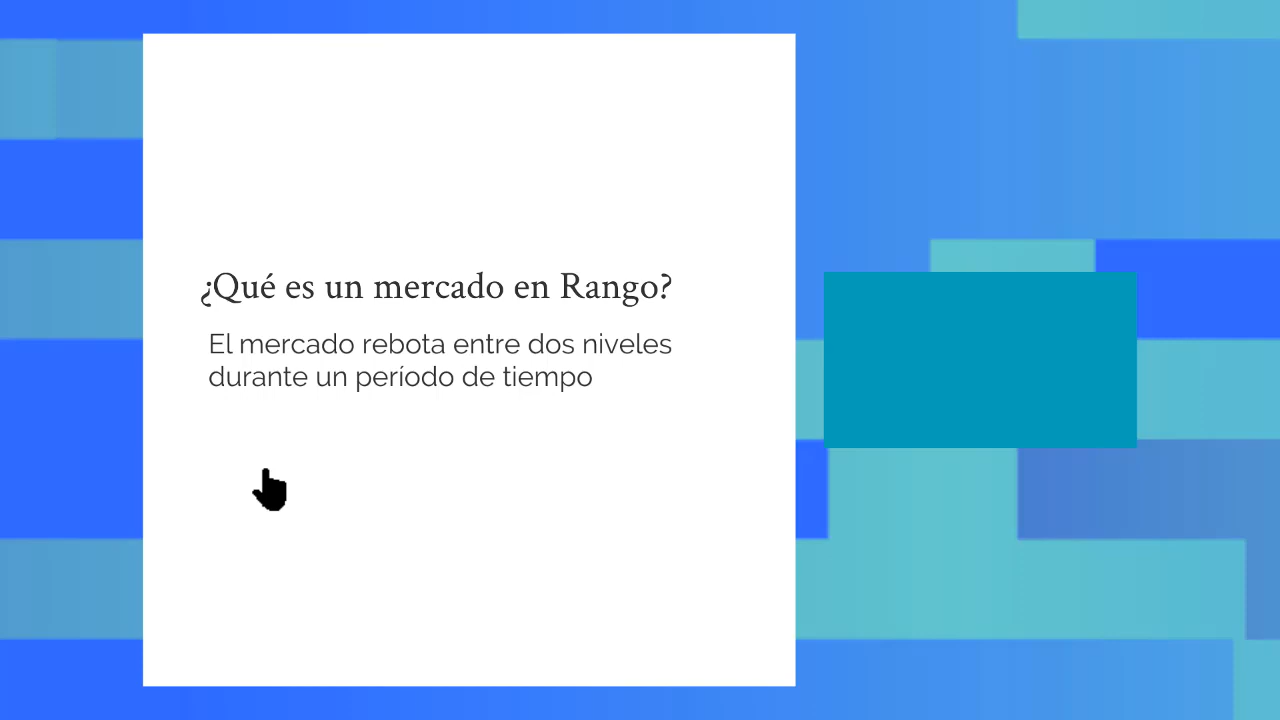 ¿Qué es un mercado en Rango?
El mercado rebota entre dos niveles
durante un período de tiempo